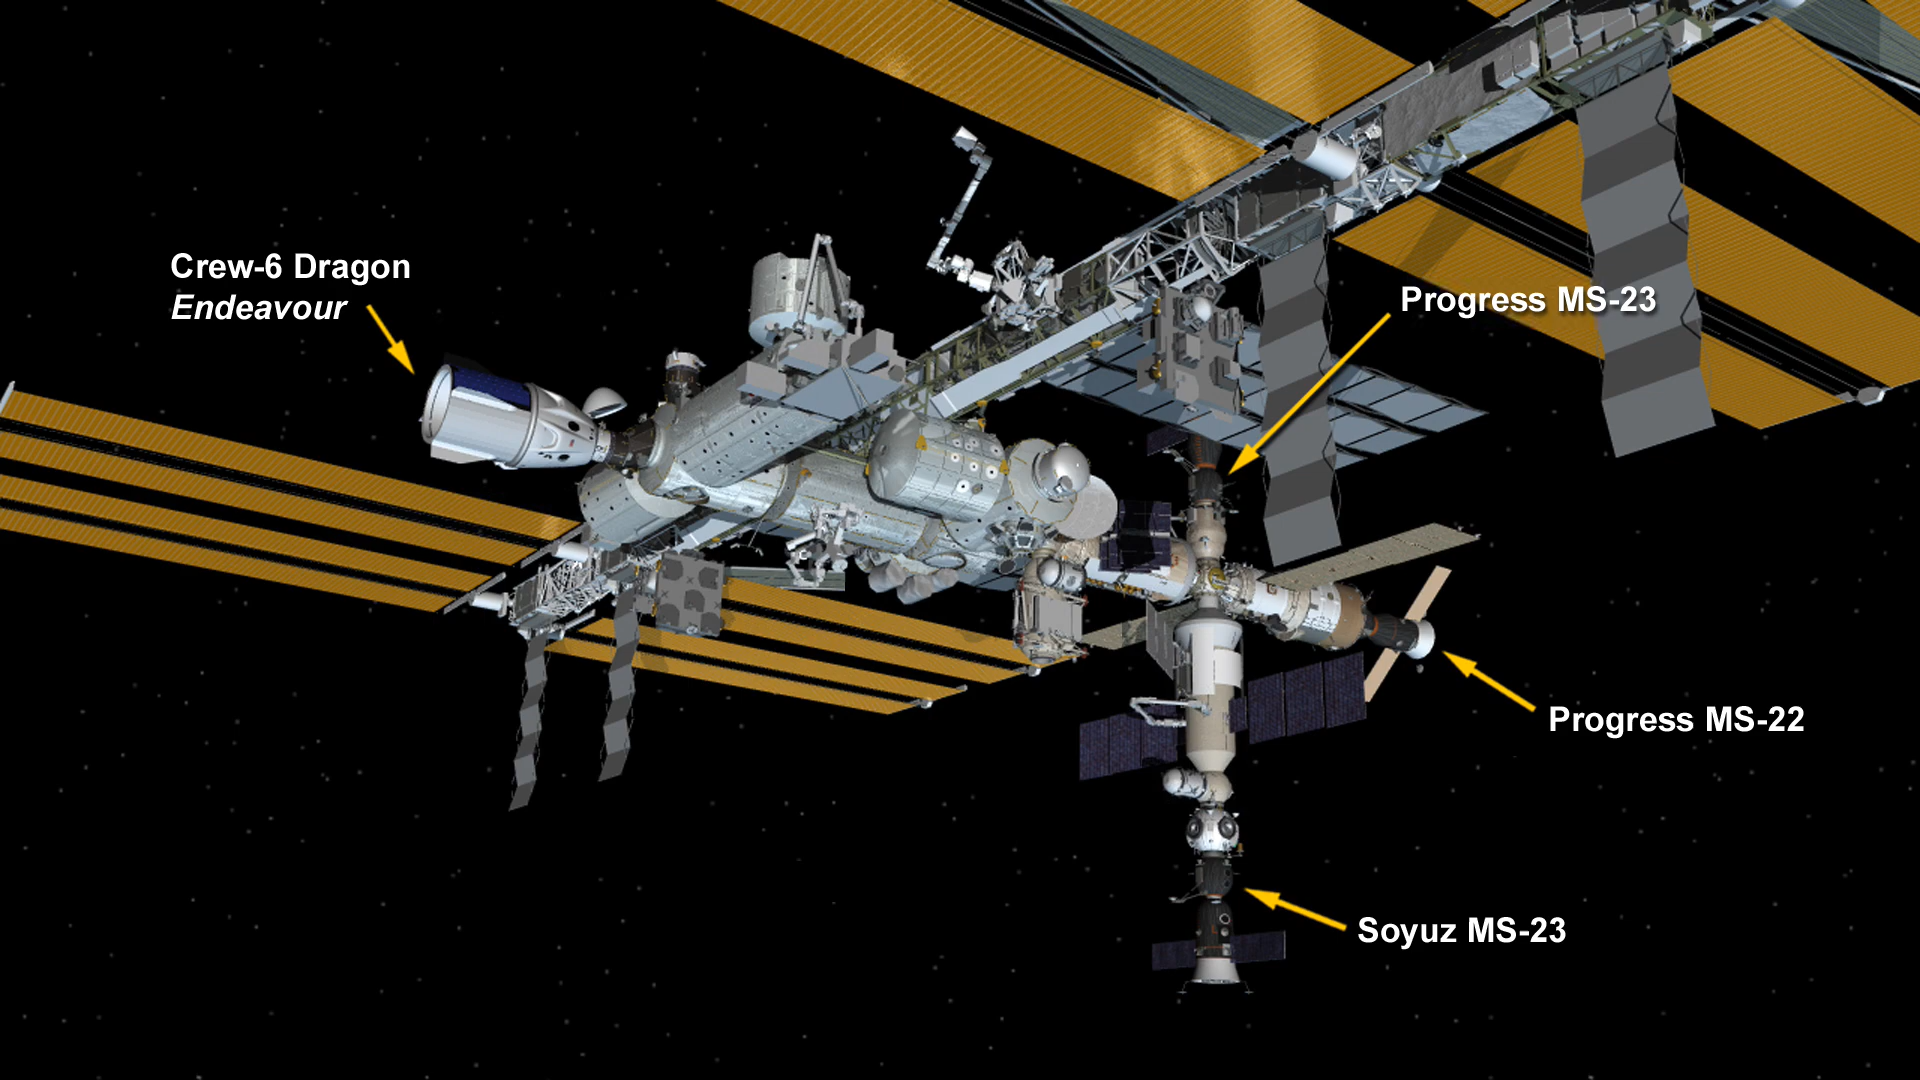 Crew-6 Dragon
Endeavour
Progress MS-23
Progress MS-22
Soyuz MS-23